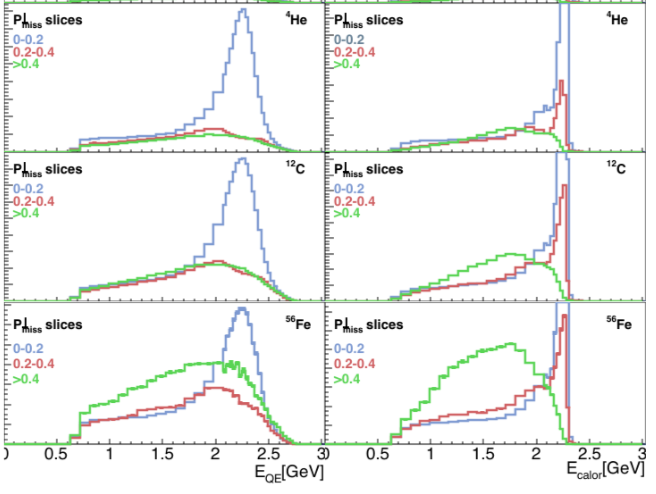 P⊥miss slices ⁴He
0-0.2
0.2-0.4
>0.4
P⊥miss slices ⁴He
0-0.2
0.2-0.4
>0.4
P⊥miss slices ¹²C
0-0.2
0.2-0.4
>0.4
P⊥miss slices ¹²C
0-0.2
0.2-0.4
>0.4
P⊥miss slices ⁵⁶Fe
0-0.2
0.2-0.4
>0.4
P⊥miss slices ⁵⁶Fe
0-0.2
0.2-0.4
>0.4
0 0.5 1 1.5 2 2.5 3
0.5 1 1.5 2 2.5 3
E_QE[GeV]
E_calor[GeV]